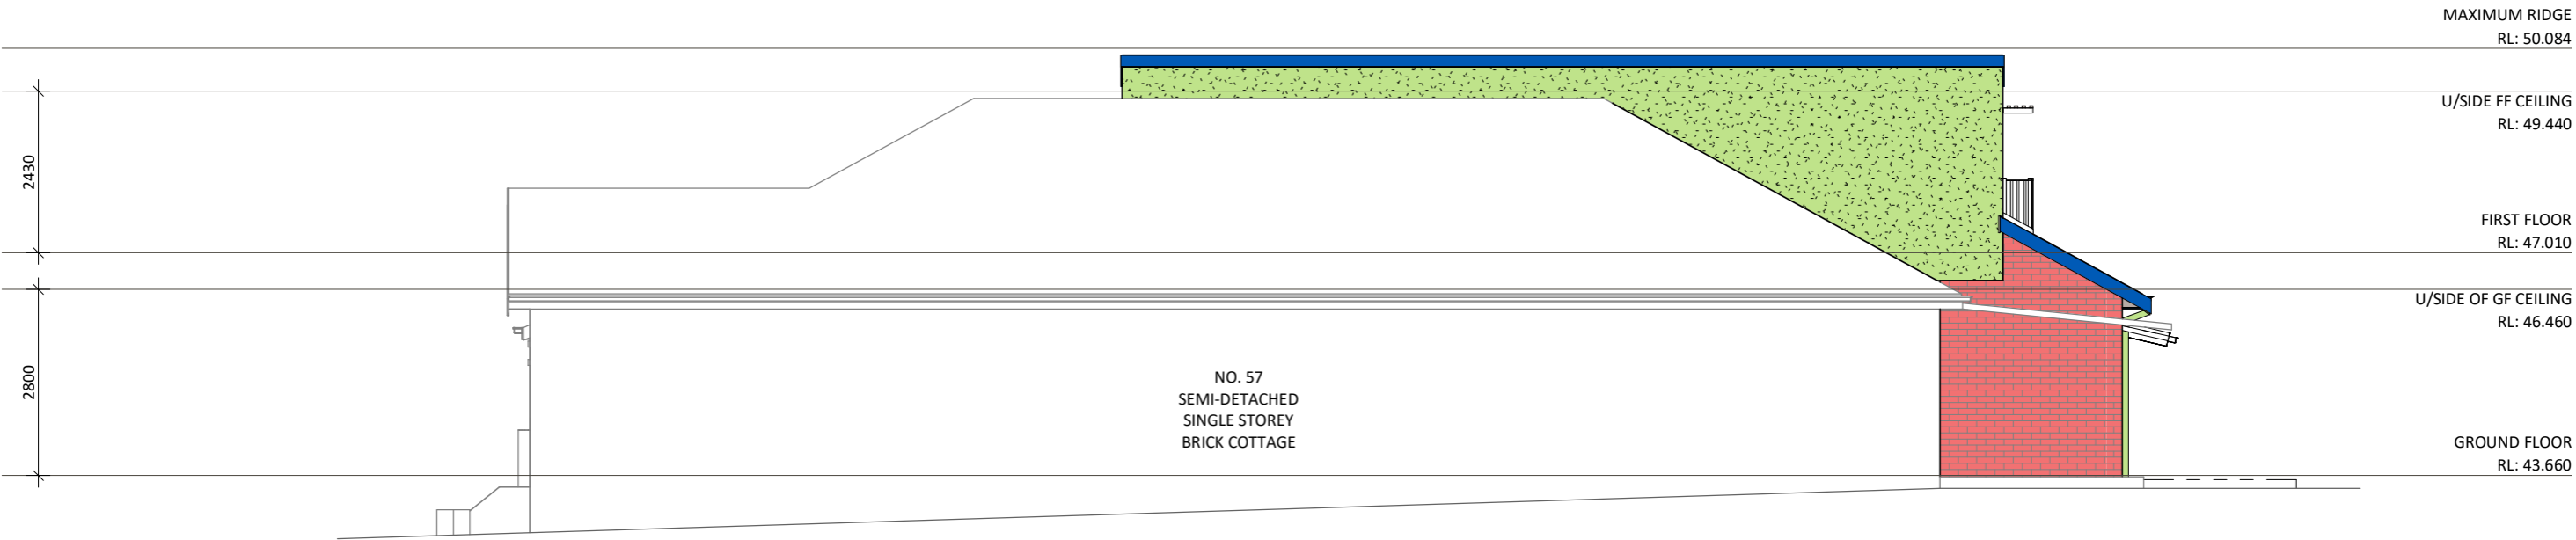 MAXIMUM RIDGE
RL: 50.084
U/SIDE FF CEILING
RL: 49.440
2430
FIRST FLOOR
RL: 47.010
U/SIDE OF GF CEILING
RL: 46.460
2800
NO. 57
SEMI-DETACHED
SINGLE STOREY
BRICK COTTAGE
GROUND FLOOR
RL: 43.660